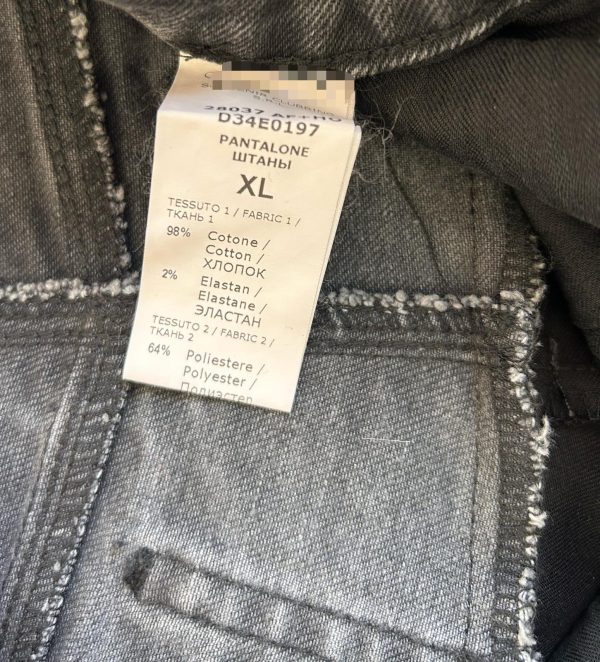 D34E0197
PANTALONE
ШТАНЫ
XL
TESSUTO 1 / FABRIC 1 /
ТКАНЬ 1
98% Cotone /
Cotton /
ХЛОПОК
2% Elastan /
Elastane /
ЭЛАСТАН
TESSUTO 2 / FABRIC 2 /
ТКАНЬ 2
64% Poliestere /
Polyester /
Полиэстер